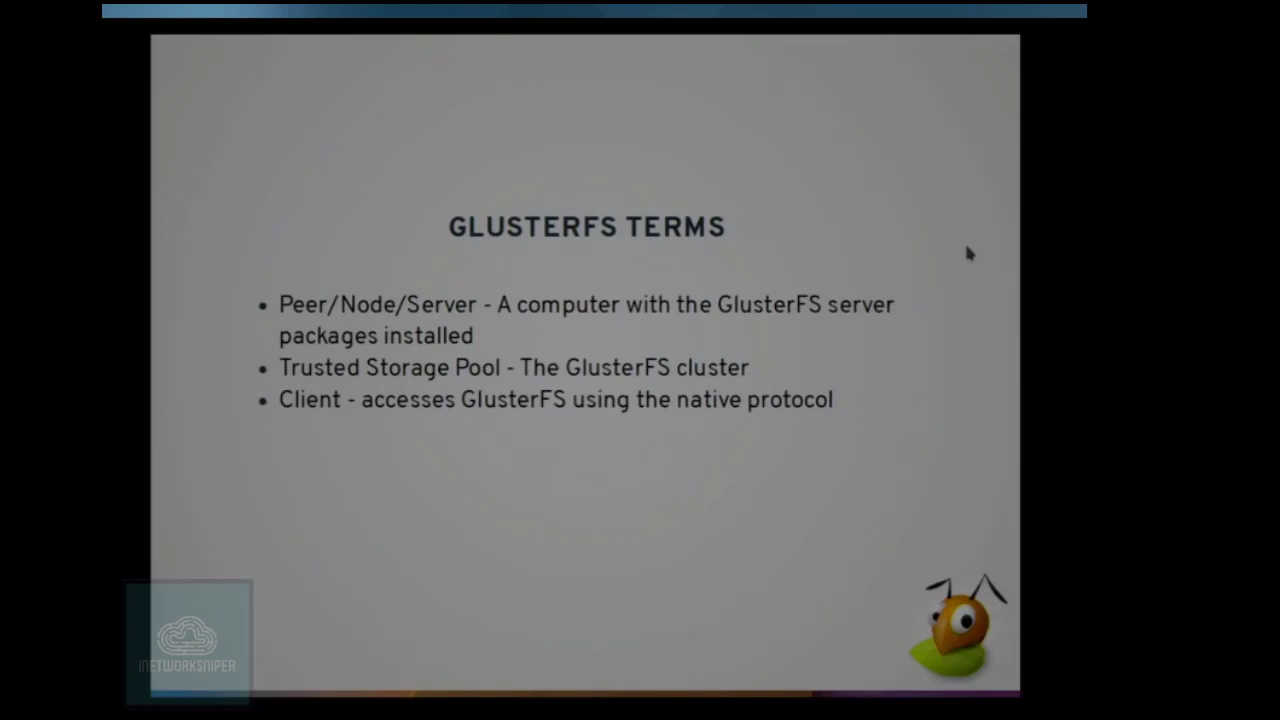 GLUSTERFS TERMS
• Peer/Node/Server - A computer with the GlusterFS server
packages installed
• Trusted Storage Pool - The GlusterFS cluster
• Client - accesses GlusterFS using the native protocol
INETWORKSNIPER